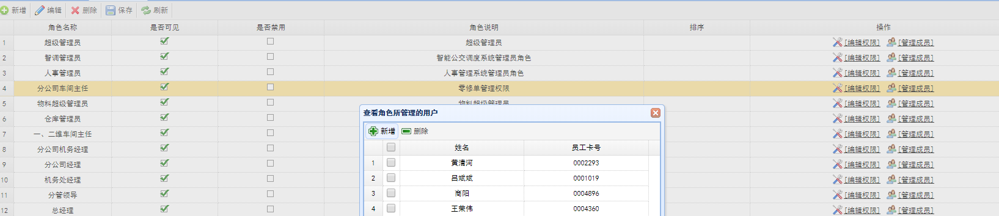 新增 编辑 删除 保存 刷新
角色名称 是否可见 是否禁用 角色说明 排序 操作
1 超级管理员 超级管理员 [编辑权限] [管理成员]
2 智调管理员 智能公交调度系统管理员角色 [编辑权限] [管理成员]
3 人事管理员 人事管理系统管理员角色 [编辑权限] [管理成员]
4 分公司车间主任 零修单管理权限 [编辑权限] [管理成员]
5 物料超级管理员 物料超级管理员 [编辑权限] [管理成员]
6 仓库管理员 [编辑权限] [管理成员]
7 一、二维车间主任 [编辑权限] [管理成员]
8 分公司机务经理 [编辑权限] [管理成员]
9 分公司经理 [编辑权限] [管理成员]
10 机务处经理 [编辑权限] [管理成员]
11 分管领导 [编辑权限] [管理成员]
12 总经理 [编辑权限] [管理成员]
查看角色所管理的用户
新增 删除
姓名 员工卡号
1 黄清河 0002293
2 吕斌斌 0001019
3 商阳 0004896
4 王荣伟 0004360